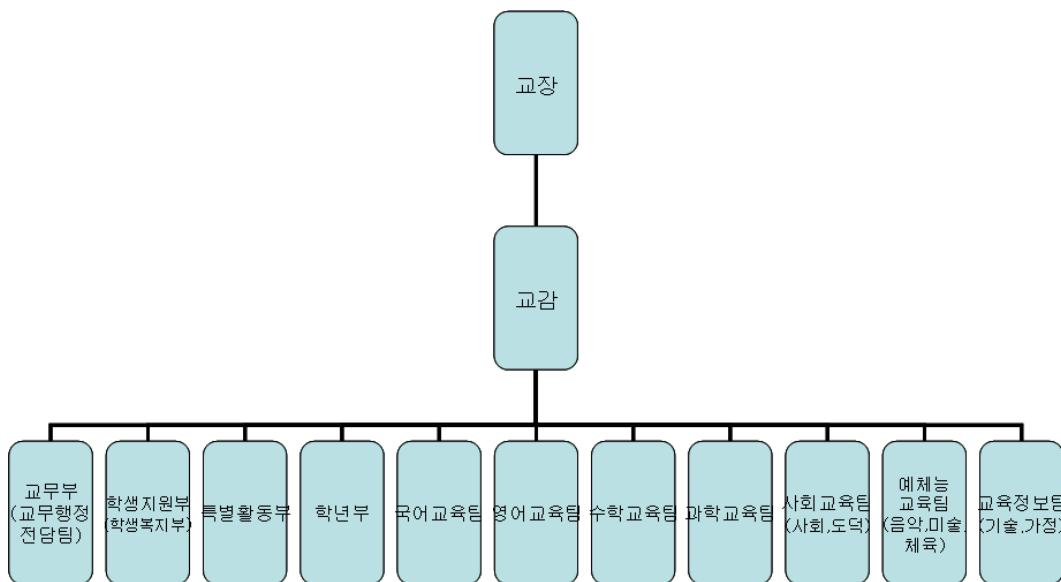 교장
교감
교무부
(교무행정
전담팀)
학생지원부
(학생복지부)
특별활동부
학년부
국어교육팀
영어교육팀
수학교육팀
과학교육팀
사회교육팀
(사회,도덕)
예체능
교육팀
(음악,미술,
체육)
교육정보팀
(기술,가정)